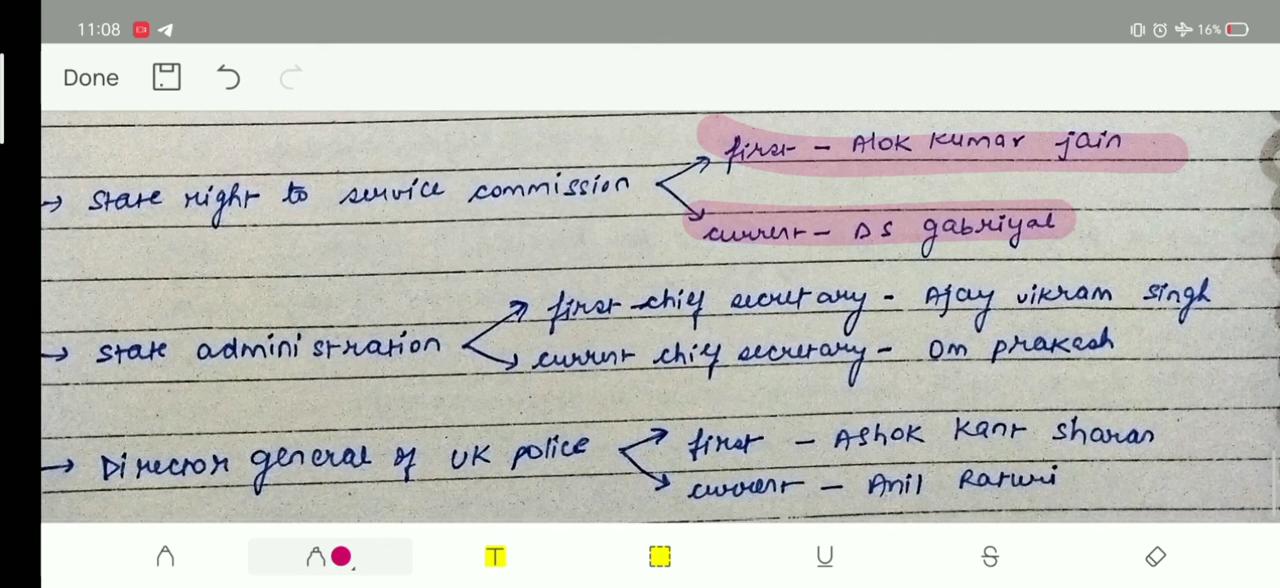 11:08
16%
Done
first - Alok Kumar jain
→ state right to service commission
current - DS gabriyal
first chief secretary - Ajay vikram singh
→ state administration
current chief secretary - Om prakash
first - Ashok Kant Sharan
→ Director general of UK police
current - Anil Raturi
T
U
S